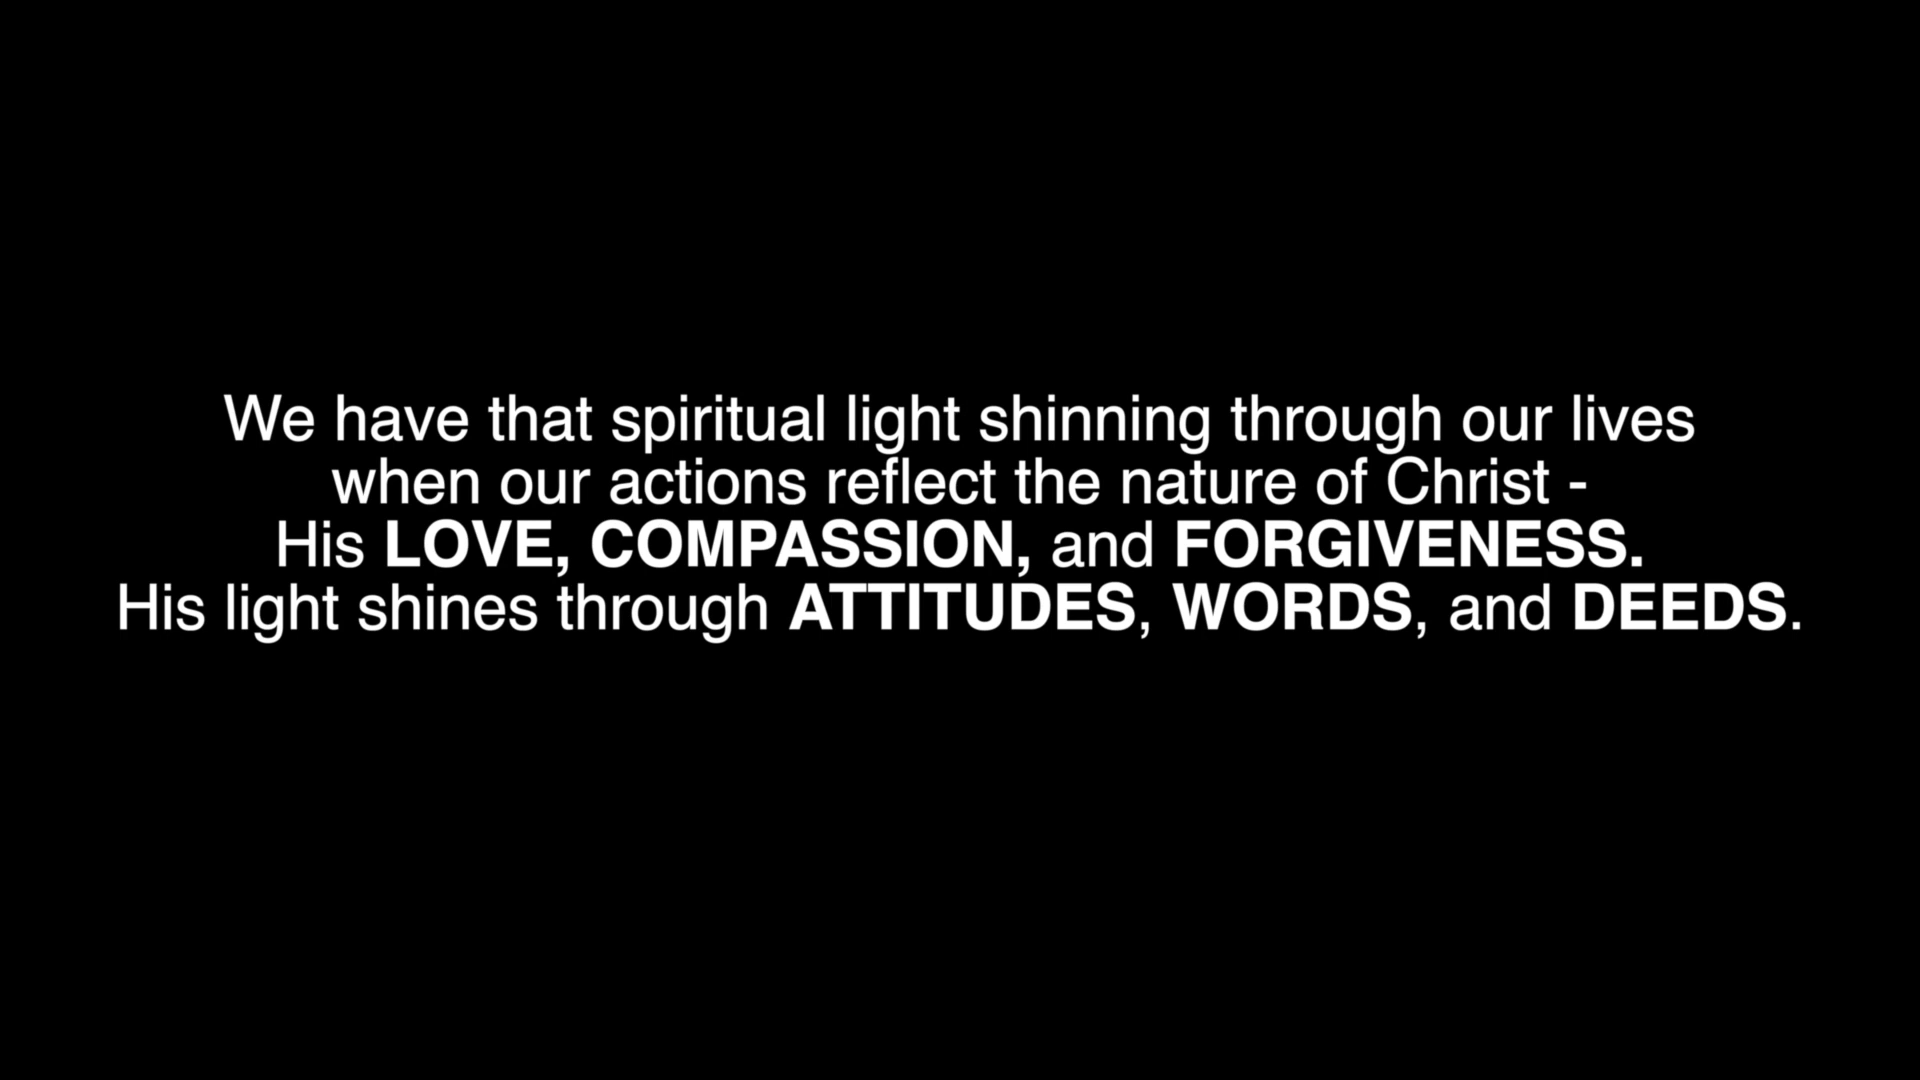 We have that spiritual light shinning through our lives
when our actions reflect the nature of Christ -
His LOVE, COMPASSION, and FORGIVENESS.
His light shines through ATTITUDES, WORDS, and DEEDS.